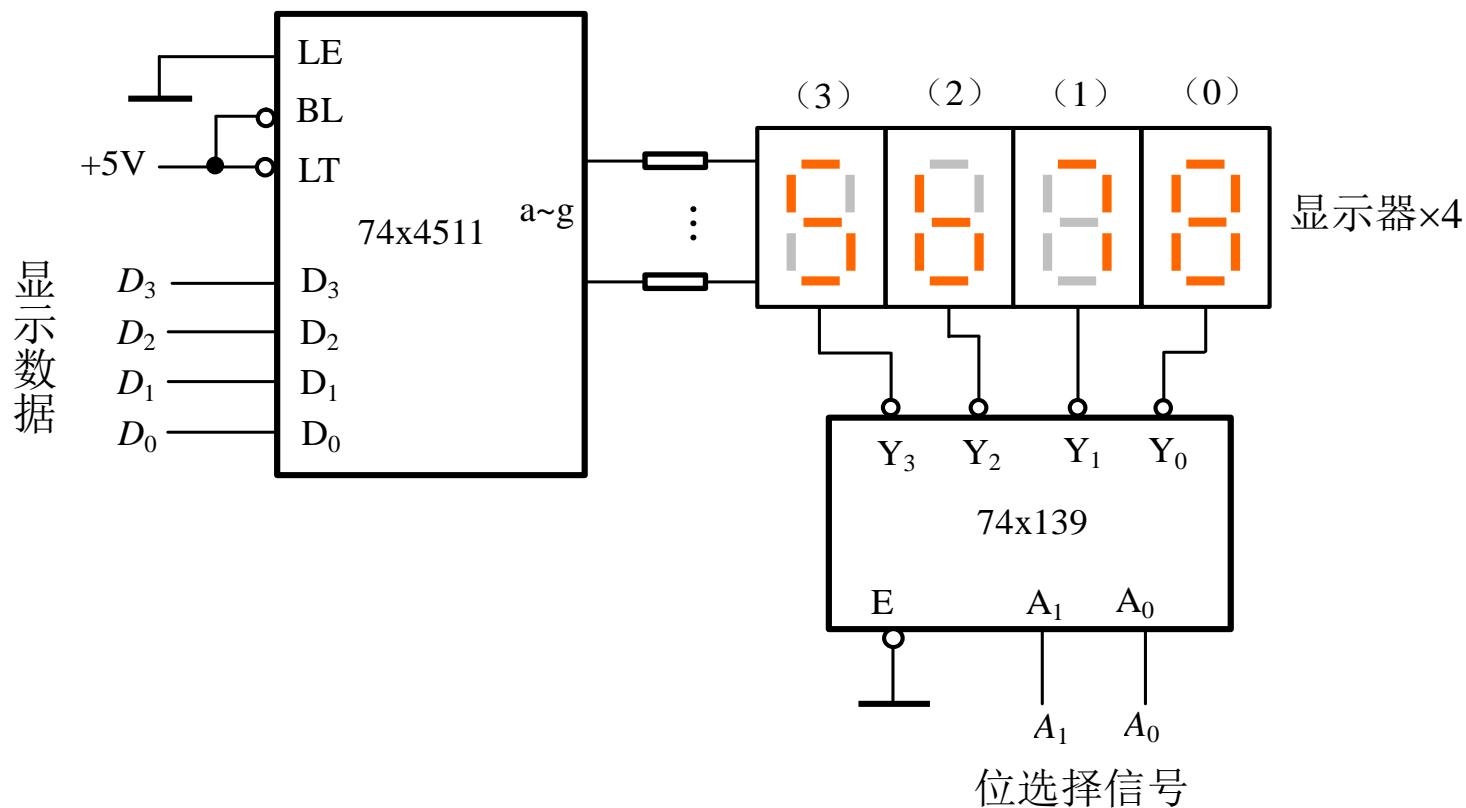 LE
BL
LT
+5V
74x4511
a~g
⋮
D₃
D₂
D₁
D₀
D₃
D₂
D₁
D₀
显示数据
（3）
（2）
（1）
（0）
显示器×4
Y₃
Y₂
Y₁
Y₀
74x139
E
A₁
A₀
A₁
A₀
位选择信号